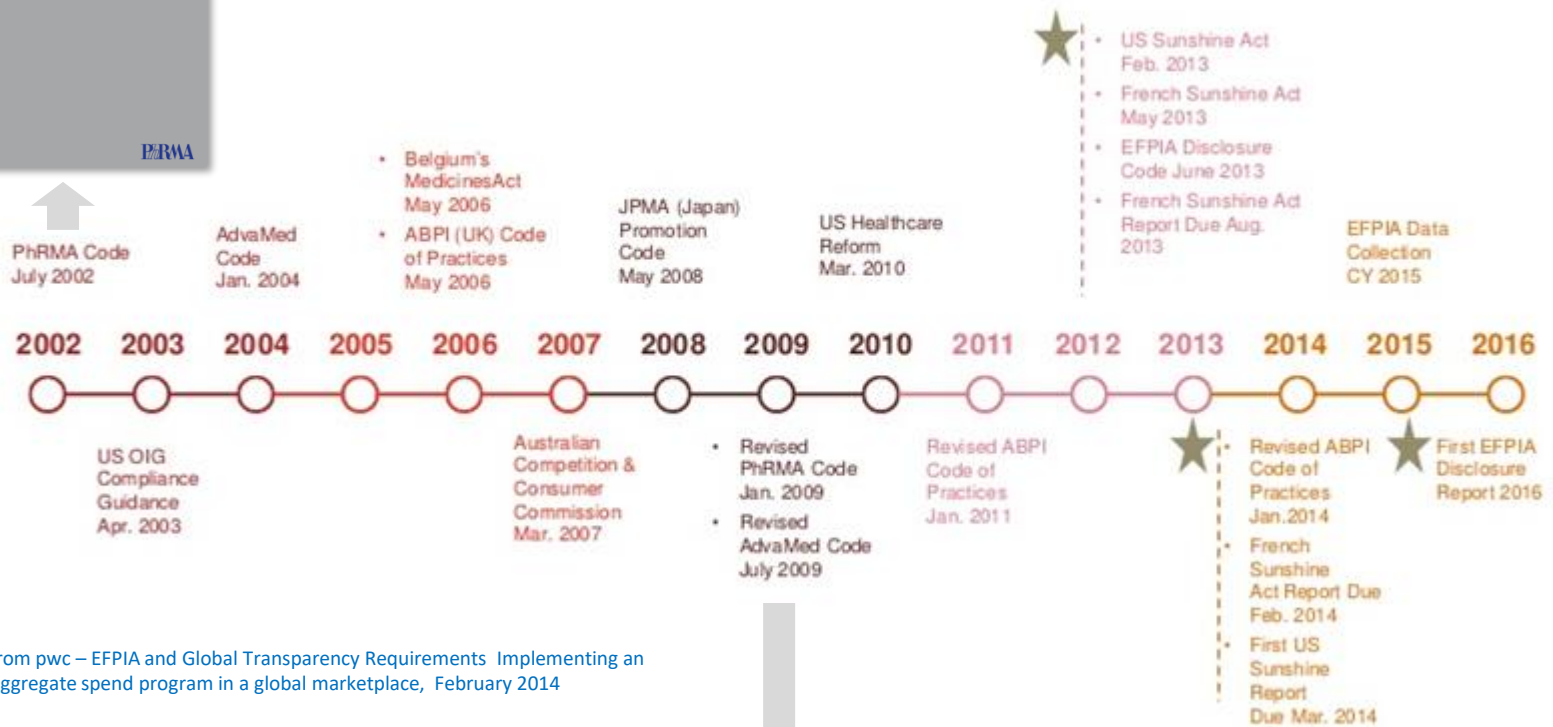 PhRMA
PhRMA Code
July 2002
AdvaMed
Code
Jan. 2004
• Belgium's
MedicinesAct
May 2006
• ABPI (UK) Code
of Practices
May 2006
JPMA (Japan)
Promotion
Code
May 2008
US Healthcare
Reform
Mar. 2010
• US Sunshine Act
Feb. 2013
• French Sunshine Act
May 2013
• EFPIA Disclosure
Code June 2013
• French Sunshine Act
Report Due Aug.
2013
EFPIA Data
Collection
CY 2015
2002 2003 2004 2005 2006 2007 2008 2009 2010 2011 2012 2013 2014 2015 2016
US OIG
Compliance
Guidance
Apr. 2003
Australian
Competition &
Consumer
Commission
Mar. 2007
• Revised
PhRMA Code
Jan. 2009
• Revised
AdvaMed Code
July 2009
Revised ABPI
Code of
Practices
Jan. 2011
• Revised ABPI
Code of
Practices
Jan.2014
• French
Sunshine
Act Report Due
Feb. 2014
• First US
Sunshine
Report
Due Mar. 2014
First EFPIA
Disclosure
Report 2016
rom pwc – EFPIA and Global Transparency Requirements Implementing an
ggregate spend program in a global marketplace, February 2014